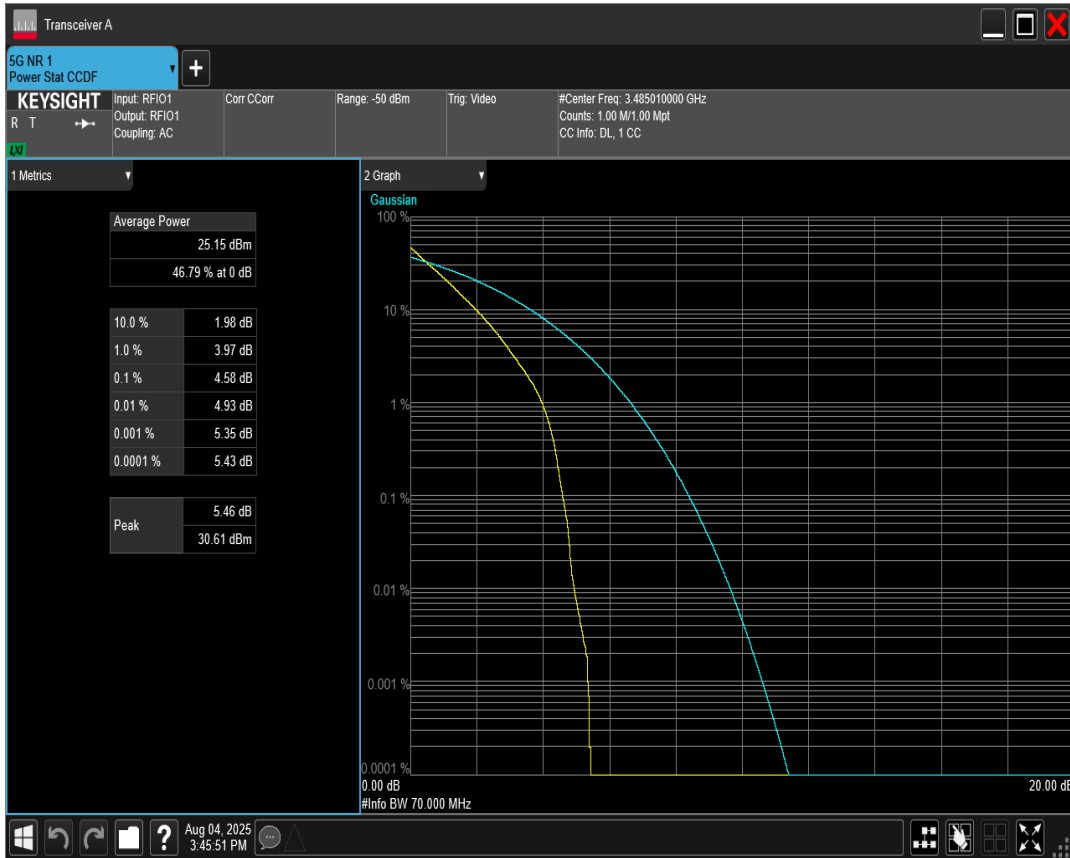 Transceiver A
5G NR 1
Power Stat CCDF
+
KEYSIGHT
R T
LXI
Input: RFIO1
Output: RFIO1
Coupling: AC
Corr CCorr
Range: -50 dBm
Trig: Video
#Center Freq: 3.485010000 GHz
Counts: 1.00 M/1.00 Mpt
CC Info: DL, 1 CC
1 Metrics
Average Power
25.15 dBm
46.79 % at 0 dB
10.0 % 1.98 dB
1.0 % 3.97 dB
0.1 % 4.58 dB
0.01 % 4.93 dB
0.001 % 5.35 dB
0.0001 % 5.43 dB
Peak
5.46 dB
30.61 dBm
2 Graph
Gaussian
100 %
10 %
1 %
0.1 %
0.01 %
0.001 %
0.0001 %
0.00 dB 20.00 dB
#Info BW 70.000 MHz
?
Aug 04, 2025
3:45:51 PM